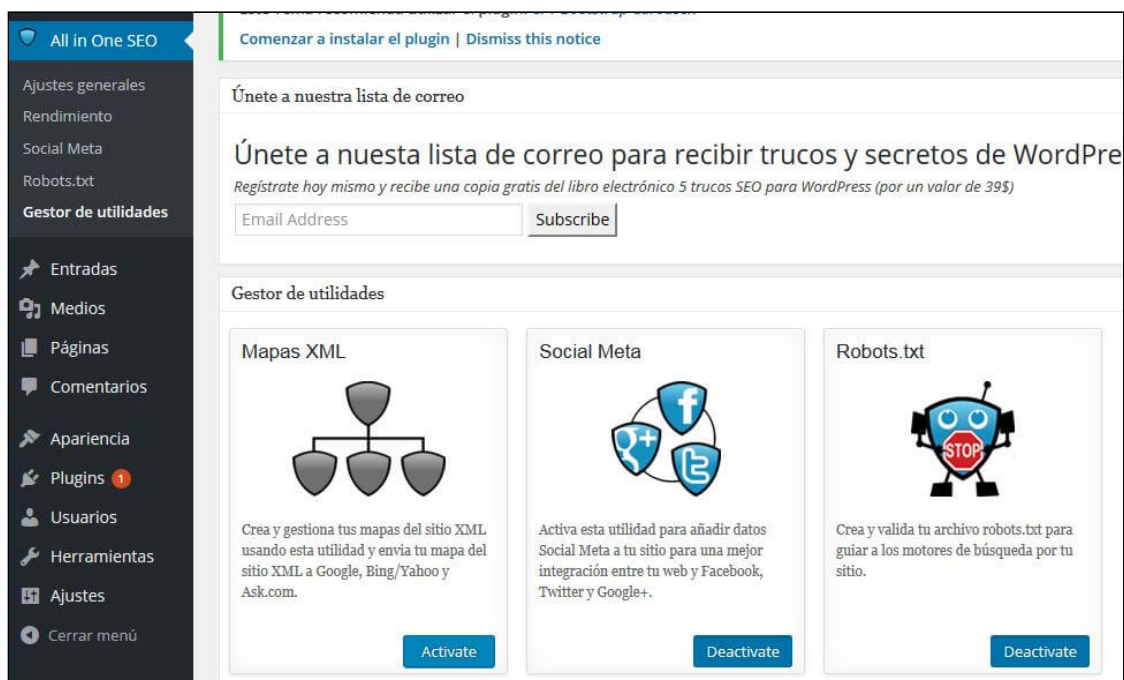 All in One SEO
Ajustes generales
Rendimiento
Social Meta
Robots.txt
Gestor de utilidades
Entradas
Medios
Páginas
Comentarios
Apariencia
Plugins 1
Usuarios
Herramientas
Ajustes
Cerrar menú
Comenzar a instalar el plugin | Dismiss this notice
Únete a nuestra lista de correo
Únete a nuesta lista de correo para recibir trucos y secretos de WordPre
Regístrate hoy mismo y recibe una copia gratis del libro electrónico 5 trucos SEO para WordPress (por un valor de 39$)
Email Address Subscribe
Gestor de utilidades
Mapas XML
Crea y gestiona tus mapas del sitio XML
usando esta utilidad y envia tu mapa del
sitio XML a Google, Bing/Yahoo y
Ask.com.
Activate
Social Meta
Activa esta utilidad para añadir datos
Social Meta a tu sitio para una mejor
integración entre tu web y Facebook,
Twitter y Google+.
Deactivate
Robots.txt
STOP
Crea y valida tu archivo robots.txt para
guiar a los motores de búsqueda por tu
sitio.
Deactivate